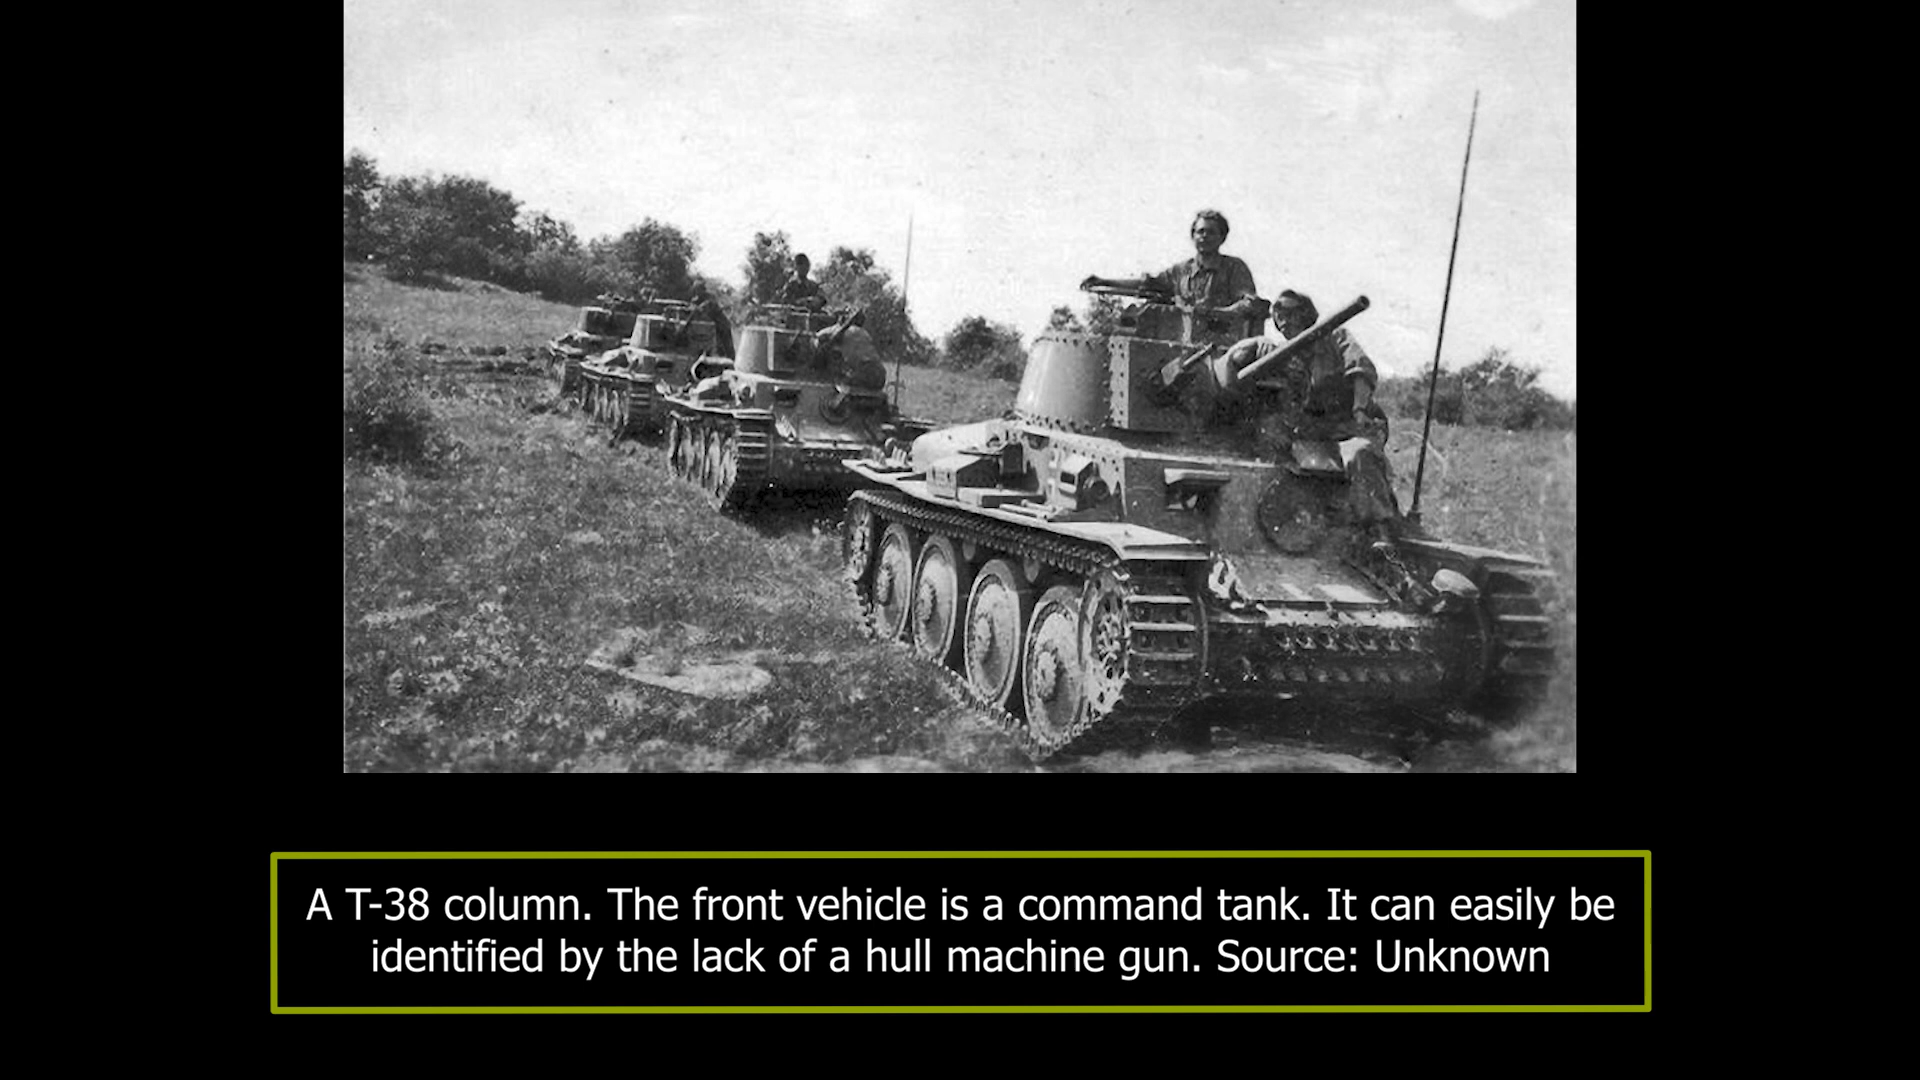 A T-38 column. The front vehicle is a command tank. It can easily be
identified by the lack of a hull machine gun. Source: Unknown